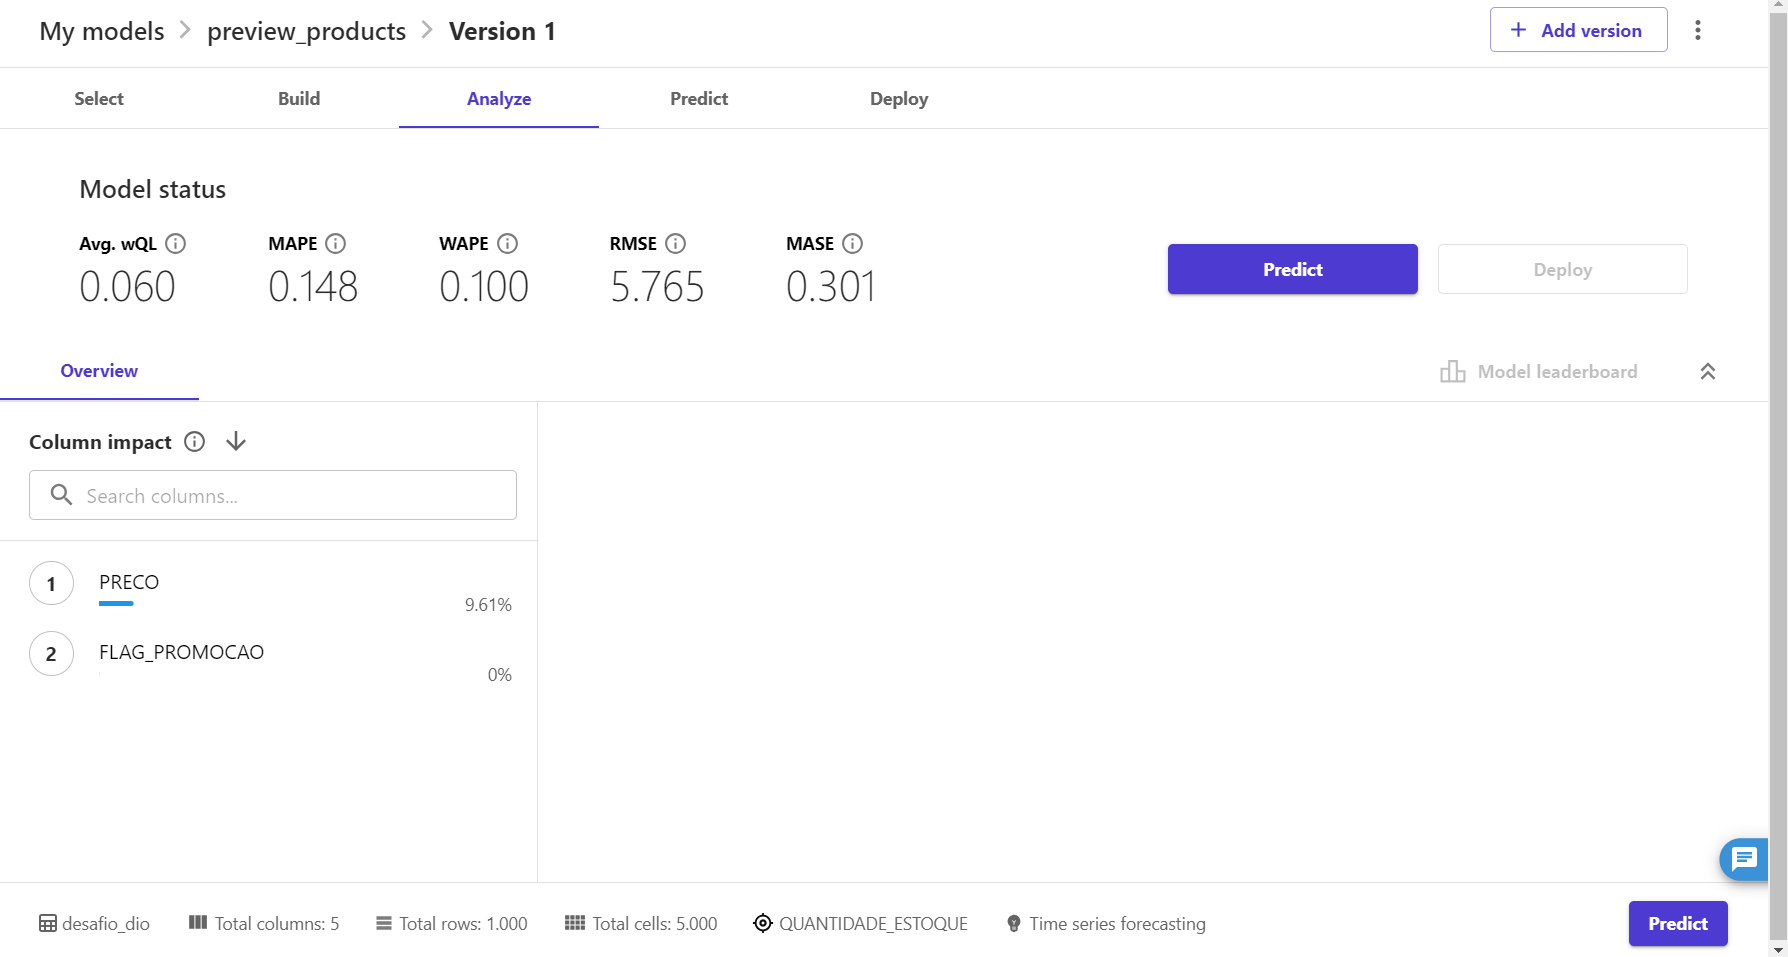 My models > preview_products > Version 1
+ Add version
Select
Build
Analyze
Predict
Deploy
Model status
Avg. wQL
MAPE
WAPE
RMSE
MASE
0.060
0.148
0.100
5.765
0.301
Predict
Deploy
Overview
Model leaderboard
Column impact
Search columns...
1
PRECO
9.61%
2
FLAG_PROMOCAO
0%
desafio_dio
Total columns: 5
Total rows: 1.000
Total cells: 5.000
QUANTIDADE_ESTOQUE
Time series forecasting
Predict